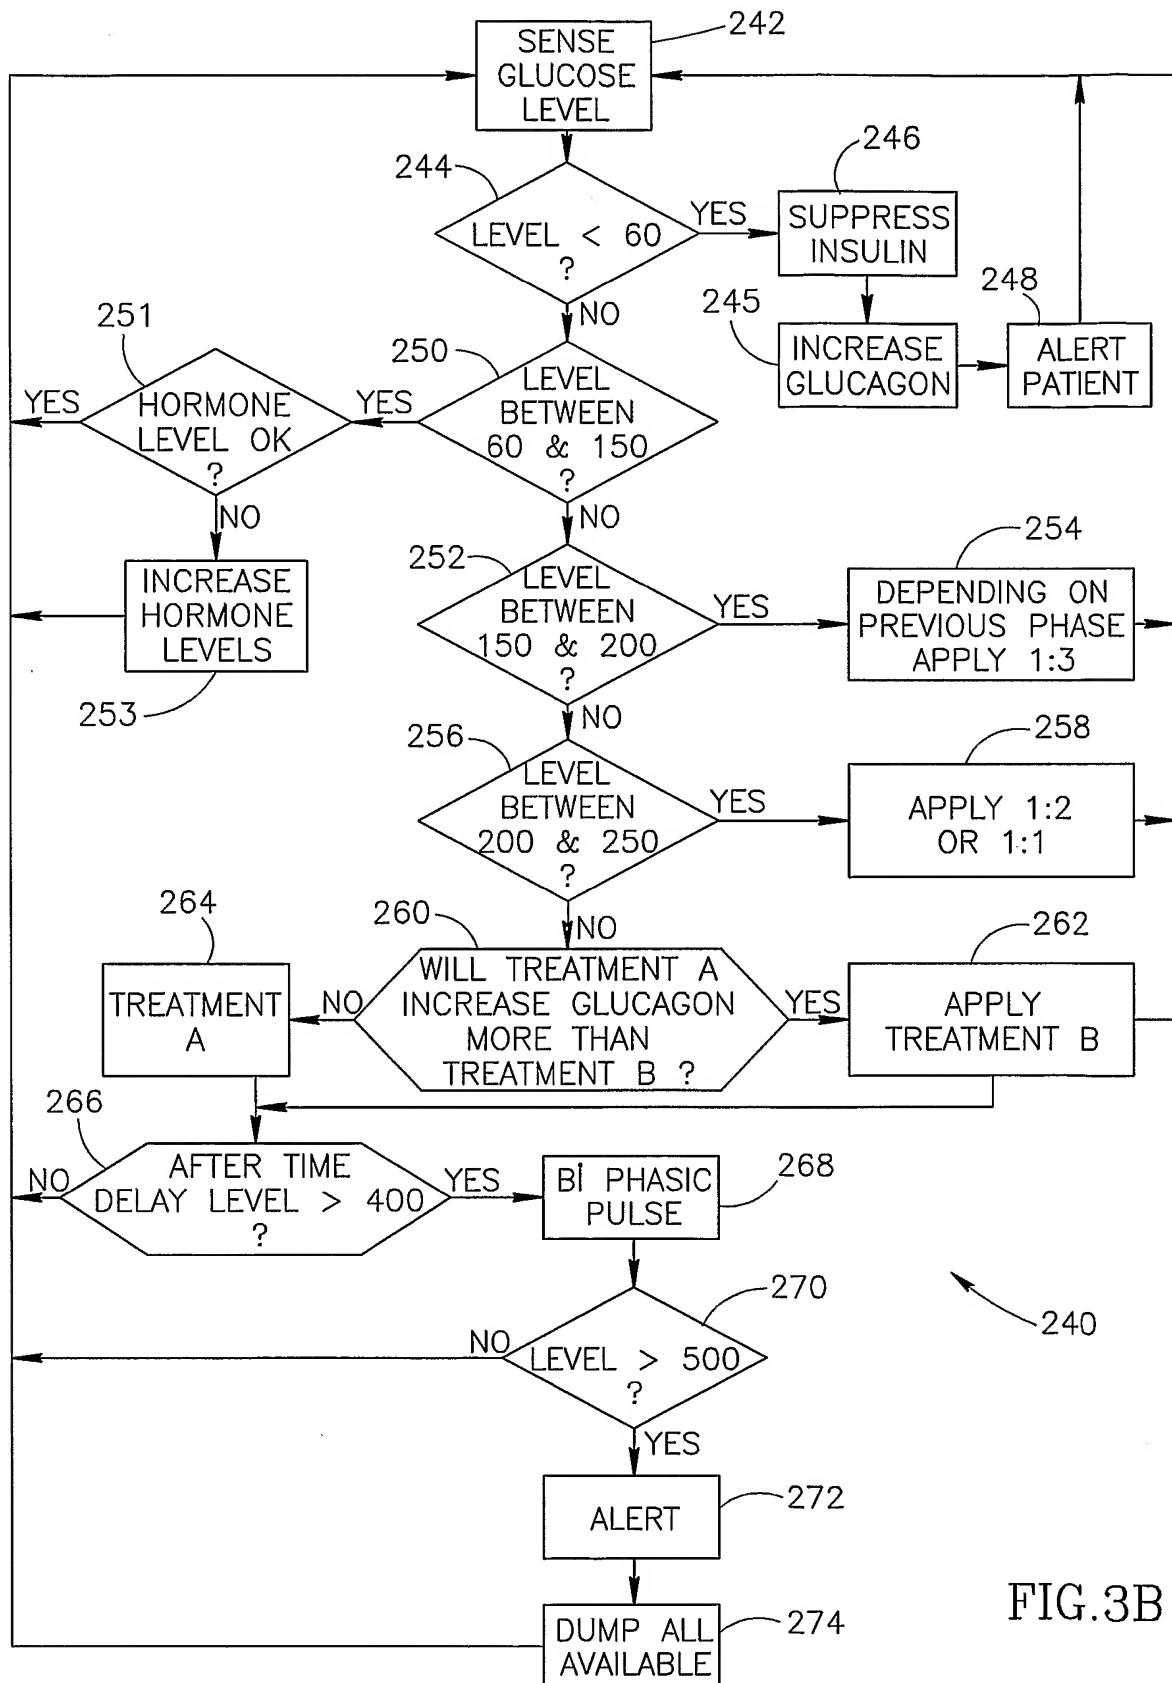 242
SENSE
GLUCOSE
LEVEL
244
LEVEL < 60
?
YES
246
SUPPRESS
INSULIN
NO
245
INCREASE
GLUCAGON
248
ALERT
PATIENT
251
HORMONE
LEVEL OK
?
YES
250
LEVEL
BETWEEN
60 & 150
?
YES
NO
NO
INCREASE
HORMONE
LEVELS
253
252
LEVEL
BETWEEN
150 & 200
?
YES
254
DEPENDING ON
PREVIOUS PHASE
APPLY 1:3
NO
256
LEVEL
BETWEEN
200 & 250
?
YES
258
APPLY 1:2
OR 1:1
NO
264
TREATMENT
A
NO
260
WILL TREATMENT A
INCREASE GLUCAGON
MORE THAN
TREATMENT B ?
YES
262
APPLY
TREATMENT B
266
NO
AFTER TIME
DELAY LEVEL > 400
?
YES
BI PHASIC
PULSE
268
270
NO
LEVEL > 500
?
240
YES
ALERT
272
DUMP ALL
AVAILABLE
274
FIG.3B